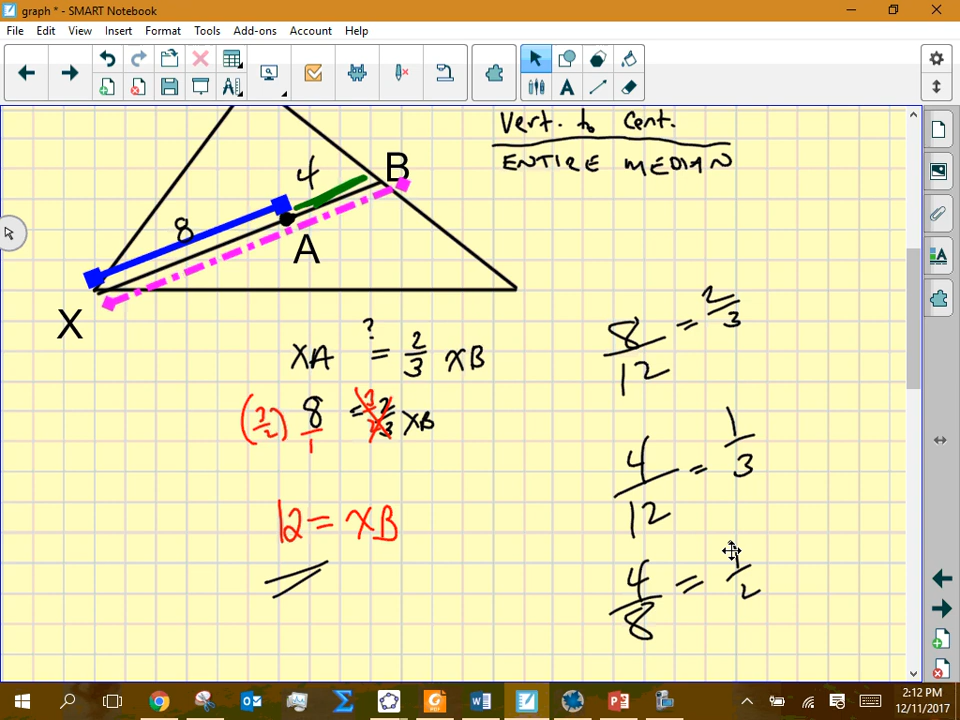 graph * - SMART Notebook
File Edit View Insert Format Tools Add-ons Account Help
Vert. to Cent.
ENTIRE MEDIAN
4
B
8
A
X
XA ?= 2/3 XB
(3/2) 8/1 = 3/2 2/3 XB
12 = XB
8/12 = 2/3
4/12 = 1/3
4/8 = 1/2
2:12 PM
12/11/2017